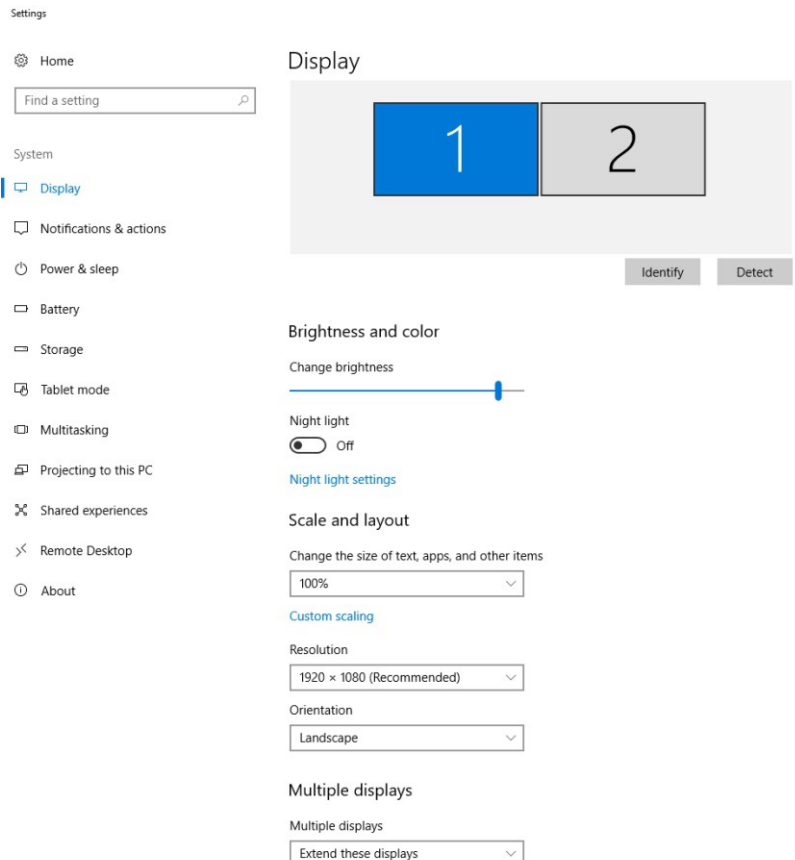 Settings
Home
Find a setting
System
Display
Notifications & actions
Power & sleep
Battery
Storage
Tablet mode
Multitasking
Projecting to this PC
Shared experiences
Remote Desktop
About
Display
1
2
Identify
Detect
Brightness and color
Change brightness
Night light
Off
Night light settings
Scale and layout
Change the size of text, apps, and other items
100%
Custom scaling
Resolution
1920 × 1080 (Recommended)
Orientation
Landscape
Multiple displays
Multiple displays
Extend these displays